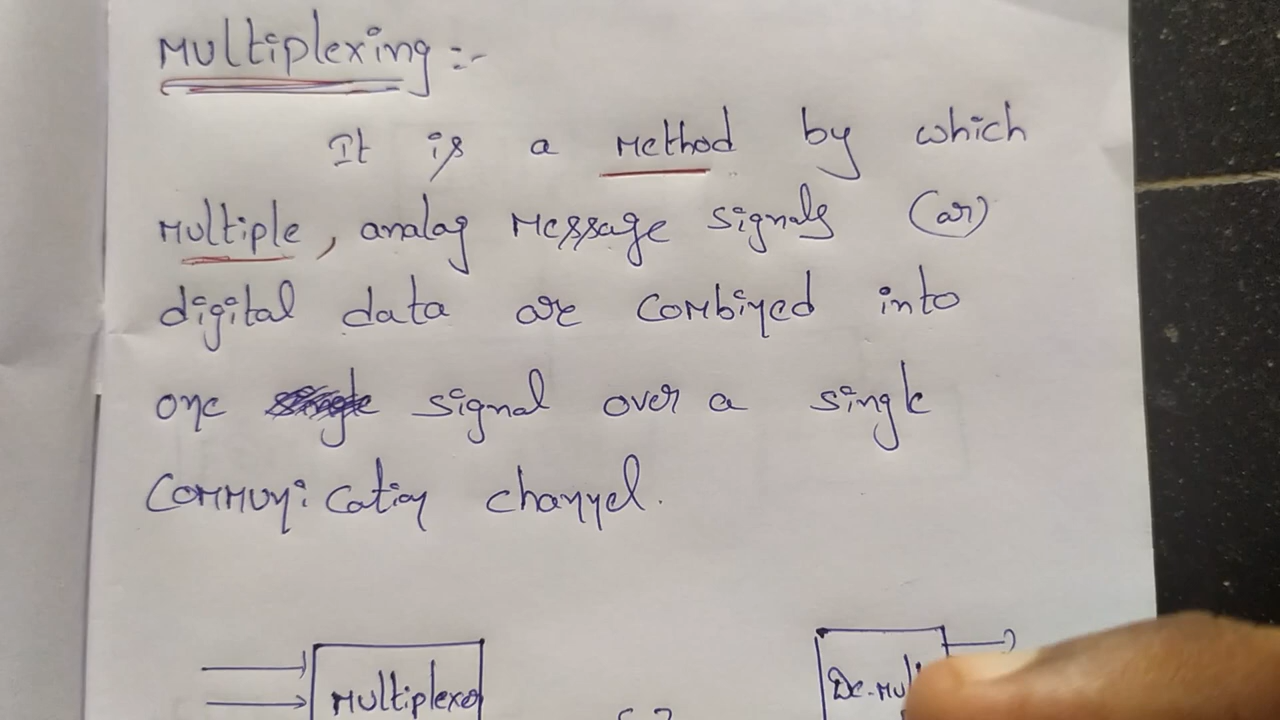 Multiplexing :-
It is a Method by which
Multiple, analog Message signals (or)
digital data are combined into
one signal over a single
Communication channel.
Multiplexer
De-Mul